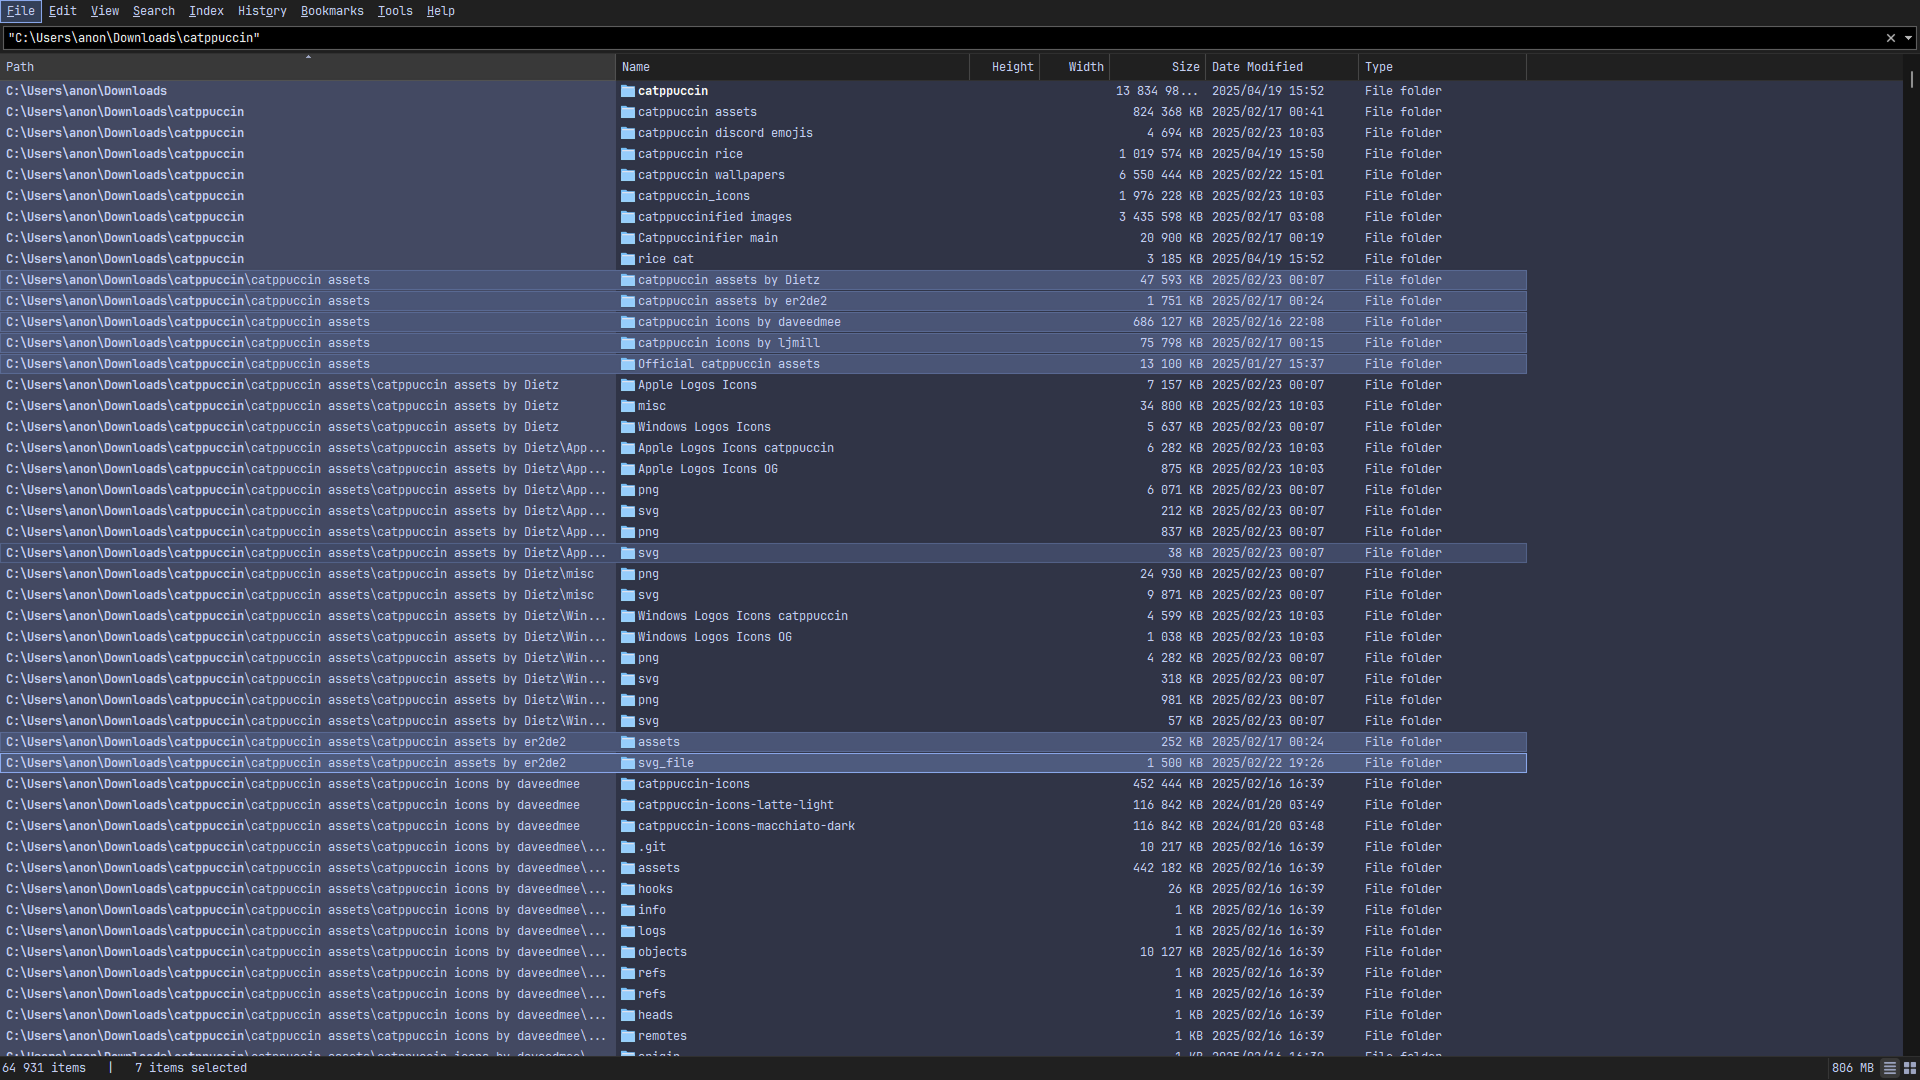 File Edit View Search Index History Bookmarks Tools Help
"C:\Users\anon\Downloads\catppuccin"
Path Name Height Width Size Date Modified Type
C:\Users\anon\Downloads catppuccin 13 834 98... 2025/04/19 15:52 File folder
C:\Users\anon\Downloads\catppuccin catppuccin assets 824 368 KB 2025/02/17 00:41 File folder
C:\Users\anon\Downloads\catppuccin catppuccin discord emojis 4 694 KB 2025/02/23 10:03 File folder
C:\Users\anon\Downloads\catppuccin catppuccin rice 1 019 574 KB 2025/04/19 15:50 File folder
C:\Users\anon\Downloads\catppuccin catppuccin wallpapers 6 550 444 KB 2025/02/22 15:01 File folder
C:\Users\anon\Downloads\catppuccin catppuccin_icons 1 976 228 KB 2025/02/23 10:03 File folder
C:\Users\anon\Downloads\catppuccin catppuccinified images 3 435 598 KB 2025/02/17 03:08 File folder
C:\Users\anon\Downloads\catppuccin Catppuccinifier main 20 900 KB 2025/02/17 00:19 File folder
C:\Users\anon\Downloads\catppuccin rice cat 3 185 KB 2025/04/19 15:52 File folder
C:\Users\anon\Downloads\catppuccin\catppuccin assets catppuccin assets by Dietz 47 593 KB 2025/02/23 00:07 File folder
C:\Users\anon\Downloads\catppuccin\catppuccin assets catppuccin assets by er2de2 1 751 KB 2025/02/17 00:24 File folder
C:\Users\anon\Downloads\catppuccin\catppuccin assets catppuccin icons by daveedmee 686 127 KB 2025/02/16 22:08 File folder
C:\Users\anon\Downloads\catppuccin\catppuccin assets catppuccin icons by ljmill 75 798 KB 2025/02/17 00:15 File folder
C:\Users\anon\Downloads\catppuccin\catppuccin assets Official catppuccin assets 13 100 KB 2025/01/27 15:37 File folder
C:\Users\anon\Downloads\catppuccin\catppuccin assets\catppuccin assets by Dietz Apple Logos Icons 7 157 KB 2025/02/23 00:07 File folder
C:\Users\anon\Downloads\catppuccin\catppuccin assets\catppuccin assets by Dietz misc 34 800 KB 2025/02/23 10:03 File folder
C:\Users\anon\Downloads\catppuccin\catppuccin assets\catppuccin assets by Dietz Windows Logos Icons 5 637 KB 2025/02/23 00:07 File folder
C:\Users\anon\Downloads\catppuccin\catppuccin assets\catppuccin assets by Dietz\App... Apple Logos Icons catppuccin 6 282 KB 2025/02/23 10:03 File folder
C:\Users\anon\Downloads\catppuccin\catppuccin assets\catppuccin assets by Dietz\App... Apple Logos Icons OG 875 KB 2025/02/23 10:03 File folder
C:\Users\anon\Downloads\catppuccin\catppuccin assets\catppuccin assets by Dietz\App... png 6 071 KB 2025/02/23 00:07 File folder
C:\Users\anon\Downloads\catppuccin\catppuccin assets\catppuccin assets by Dietz\App... svg 212 KB 2025/02/23 00:07 File folder
C:\Users\anon\Downloads\catppuccin\catppuccin assets\catppuccin assets by Dietz\App... png 837 KB 2025/02/23 00:07 File folder
C:\Users\anon\Downloads\catppuccin\catppuccin assets\catppuccin assets by Dietz\App... svg 38 KB 2025/02/23 00:07 File folder
C:\Users\anon\Downloads\catppuccin\catppuccin assets\catppuccin assets by Dietz\misc png 24 930 KB 2025/02/23 00:07 File folder
C:\Users\anon\Downloads\catppuccin\catppuccin assets\catppuccin assets by Dietz\misc svg 9 871 KB 2025/02/23 00:07 File folder
C:\Users\anon\Downloads\catppuccin\catppuccin assets\catppuccin assets by Dietz\Win... Windows Logos Icons catppuccin 4 599 KB 2025/02/23 10:03 File folder
C:\Users\anon\Downloads\catppuccin\catppuccin assets\catppuccin assets by Dietz\Win... Windows Logos Icons OG 1 038 KB 2025/02/23 10:03 File folder
C:\Users\anon\Downloads\catppuccin\catppuccin assets\catppuccin assets by Dietz\Win... png 4 282 KB 2025/02/23 00:07 File folder
C:\Users\anon\Downloads\catppuccin\catppuccin assets\catppuccin assets by Dietz\Win... svg 318 KB 2025/02/23 00:07 File folder
C:\Users\anon\Downloads\catppuccin\catppuccin assets\catppuccin assets by Dietz\Win... png 981 KB 2025/02/23 00:07 File folder
C:\Users\anon\Downloads\catppuccin\catppuccin assets\catppuccin assets by Dietz\Win... svg 57 KB 2025/02/23 00:07 File folder
C:\Users\anon\Downloads\catppuccin\catppuccin assets\catppuccin assets by er2de2 assets 252 KB 2025/02/17 00:24 File folder
C:\Users\anon\Downloads\catppuccin\catppuccin assets\catppuccin assets by er2de2 svg_file 1 500 KB 2025/02/22 19:26 File folder
C:\Users\anon\Downloads\catppuccin\catppuccin assets\catppuccin icons by daveedmee catppuccin-icons 452 444 KB 2025/02/16 16:39 File folder
C:\Users\anon\Downloads\catppuccin\catppuccin assets\catppuccin icons by daveedmee catppuccin-icons-latte-light 116 842 KB 2024/01/20 03:49 File folder
C:\Users\anon\Downloads\catppuccin\catppuccin assets\catppuccin icons by daveedmee catppuccin-icons-macchiato-dark 116 842 KB 2024/01/20 03:48 File folder
C:\Users\anon\Downloads\catppuccin\catppuccin assets\catppuccin icons by daveedmee\... .git 10 217 KB 2025/02/16 16:39 File folder
C:\Users\anon\Downloads\catppuccin\catppuccin assets\catppuccin icons by daveedmee\... assets 442 182 KB 2025/02/16 16:39 File folder
C:\Users\anon\Downloads\catppuccin\catppuccin assets\catppuccin icons by daveedmee\... hooks 26 KB 2025/02/16 16:39 File folder
C:\Users\anon\Downloads\catppuccin\catppuccin assets\catppuccin icons by daveedmee\... info 1 KB 2025/02/16 16:39 File folder
C:\Users\anon\Downloads\catppuccin\catppuccin assets\catppuccin icons by daveedmee\... logs 1 KB 2025/02/16 16:39 File folder
C:\Users\anon\Downloads\catppuccin\catppuccin assets\catppuccin icons by daveedmee\... objects 10 127 KB 2025/02/16 16:39 File folder
C:\Users\anon\Downloads\catppuccin\catppuccin assets\catppuccin icons by daveedmee\... refs 1 KB 2025/02/16 16:39 File folder
C:\Users\anon\Downloads\catppuccin\catppuccin assets\catppuccin icons by daveedmee\... refs 1 KB 2025/02/16 16:39 File folder
C:\Users\anon\Downloads\catppuccin\catppuccin assets\catppuccin icons by daveedmee\... heads 1 KB 2025/02/16 16:39 File folder
C:\Users\anon\Downloads\catppuccin\catppuccin assets\catppuccin icons by daveedmee\... remotes 1 KB 2025/02/16 16:39 File folder
64 931 items | 7 items selected 806 MB